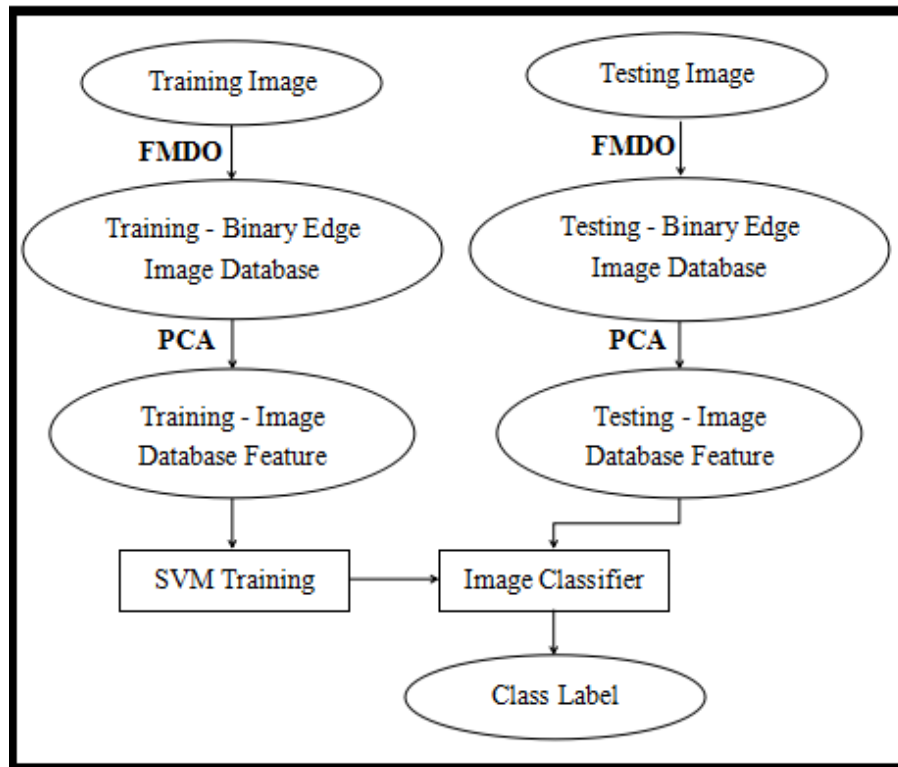 Training Image
Testing Image
FMDO
FMDO
Training - Binary Edge
Image Database
Testing - Binary Edge
Image Database
PCA
PCA
Training - Image
Database Feature
Testing - Image
Database Feature
SVM Training
Image Classifier
Class Label